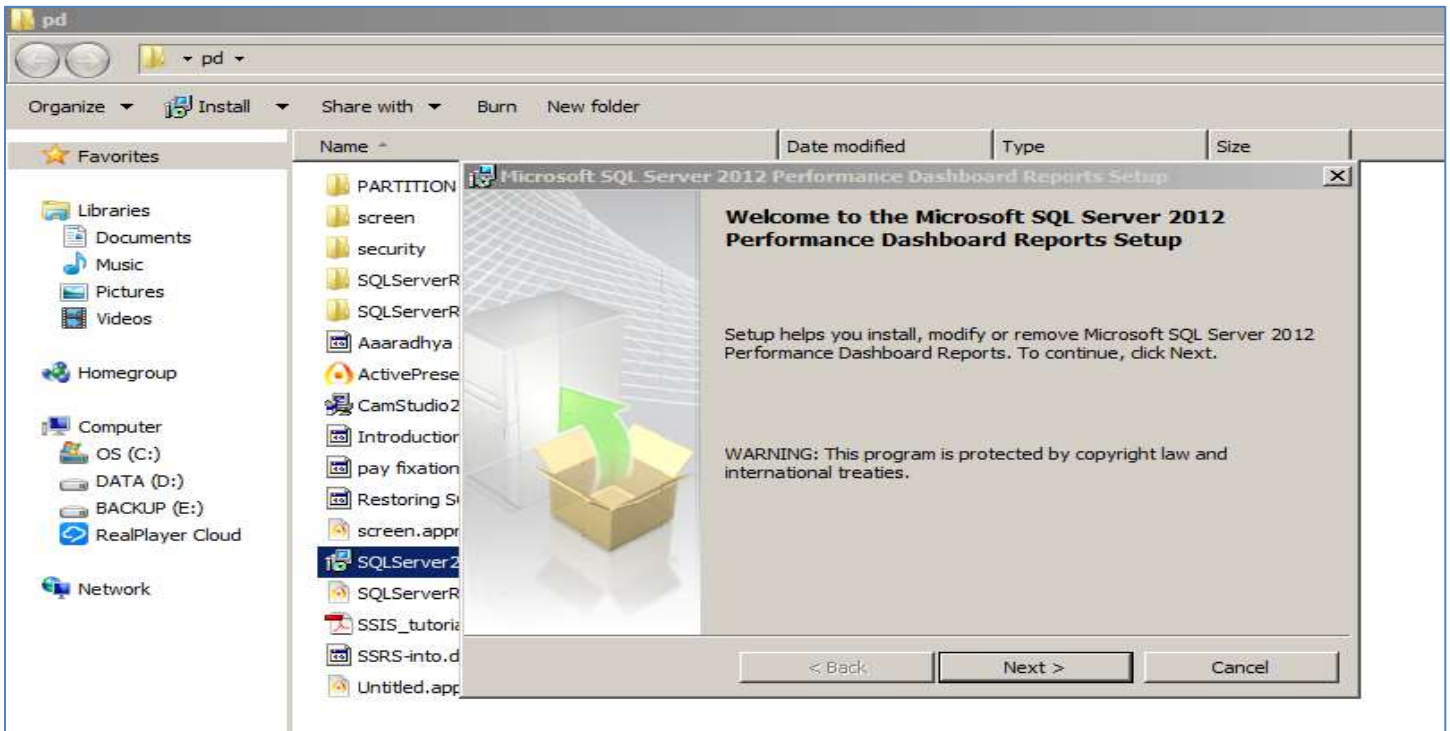 pd
pd
Organize Install Share with Burn New folder
Name Date modified Type Size
Favorites
Libraries
Documents
Music
Pictures
Videos
Homegroup
Computer
OS (C:)
DATA (D:)
BACKUP (E:)
RealPlayer Cloud
Network
PARTITION
screen
security
SQLServerR
SQLServerR
Aaaradhya
ActivePrese
CamStudio2
Introduction
pay fixation
Restoring S
screen.appr
SQLServer2
SQLServerR
SSIS_tutoria
SSRS-into.d
Untitled.app
Microsoft SQL Server 2012 Performance Dashboard Reports Setup
Welcome to the Microsoft SQL Server 2012
Performance Dashboard Reports Setup
Setup helps you install, modify or remove Microsoft SQL Server 2012
Performance Dashboard Reports. To continue, click Next.
WARNING: This program is protected by copyright law and
international treaties.
< Back Next > Cancel